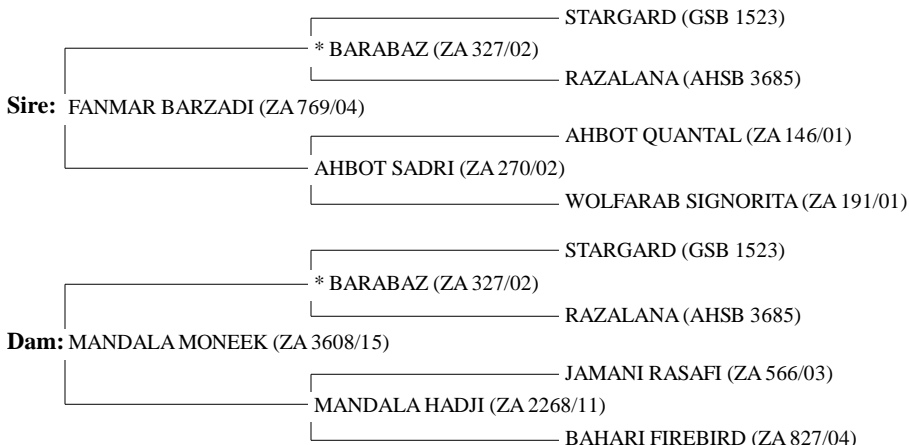 STARGARD (GSB 1523)
* BARABAZ (ZA 327/02)
RAZALANA (AHSB 3685)
Sire: FANMAR BARZADI (ZA 769/04)
AHBOT QUANTAL (ZA 146/01)
AHBOT SADRI (ZA 270/02)
WOLFARAB SIGNORITA (ZA 191/01)
STARGARD (GSB 1523)
* BARABAZ (ZA 327/02)
RAZALANA (AHSB 3685)
Dam: MANDALA MONEEK (ZA 3608/15)
JAMANI RASAFI (ZA 566/03)
MANDALA HADJI (ZA 2268/11)
BAHARI FIREBIRD (ZA 827/04)